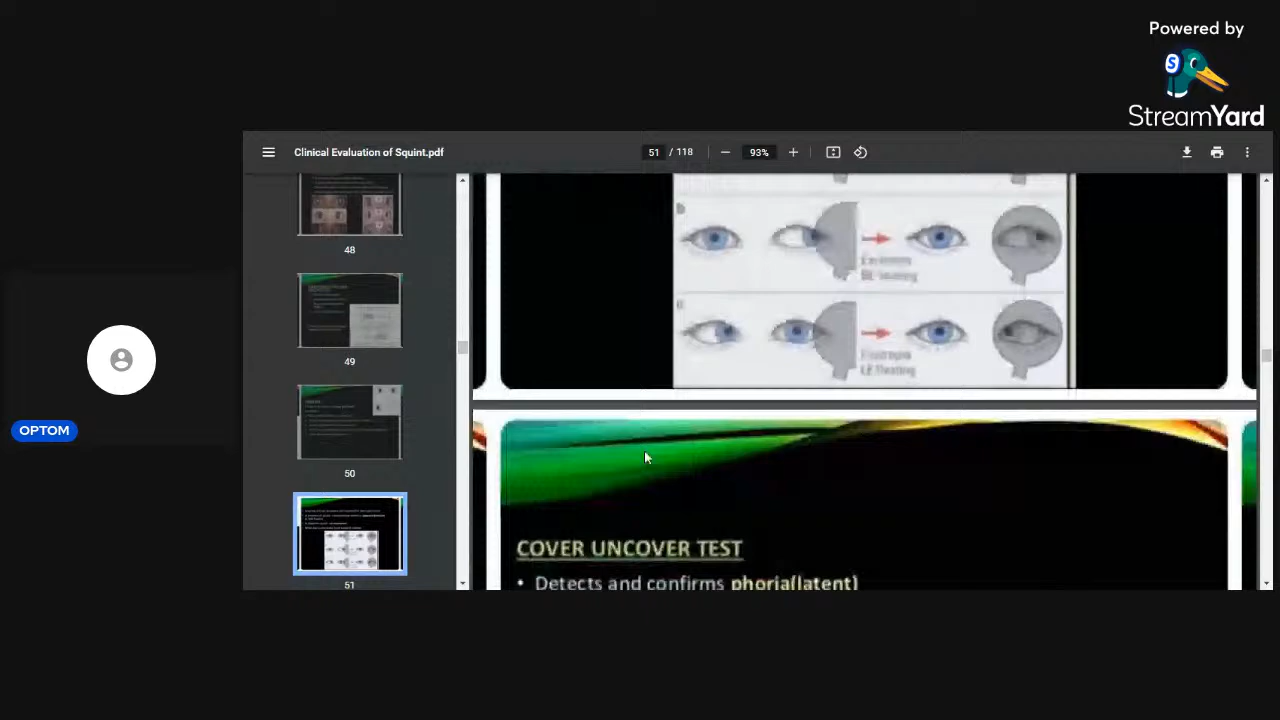 Powered by
S
StreamYard
Clinical Evaluation of Squint.pdf
51 / 118
93%
48
49
50
51
OPTOM
COVER UNCOVER TEST
• Detects and confirms phoria(latent)